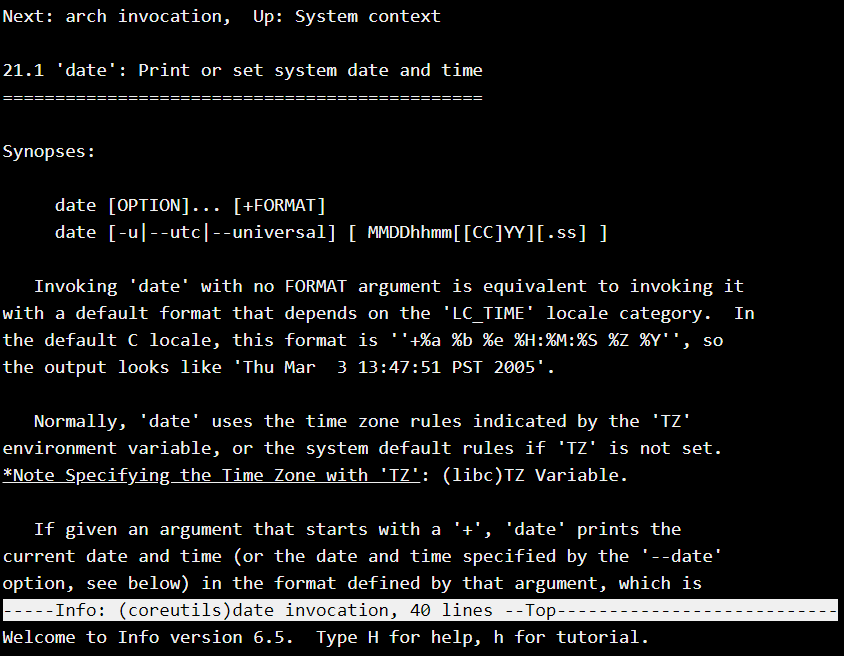 Next: arch invocation,  Up: System context

21.1 'date': Print or set system date and time
==============================================

Synopses:

     date [OPTION]... [+FORMAT]
     date [-u|--utc|--universal] [ MMDDhhmm[[CC]YY][.ss] ]

   Invoking 'date' with no FORMAT argument is equivalent to invoking it
with a default format that depends on the 'LC_TIME' locale category.  In
the default C locale, this format is ''+%a %b %e %H:%M:%S %Z %Y'', so
the output looks like 'Thu Mar  3 13:47:51 PST 2005'.

   Normally, 'date' uses the time zone rules indicated by the 'TZ'
environment variable, or the system default rules if 'TZ' is not set.
*Note Specifying the Time Zone with 'TZ': (libc)TZ Variable.

   If given an argument that starts with a '+', 'date' prints the
current date and time (or the date and time specified by the '--date'
option, see below) in the format defined by that argument, which is
-----Info: (coreutils)date invocation, 40 lines --Top---------------------------
Welcome to Info version 6.5.  Type H for help, h for tutorial.